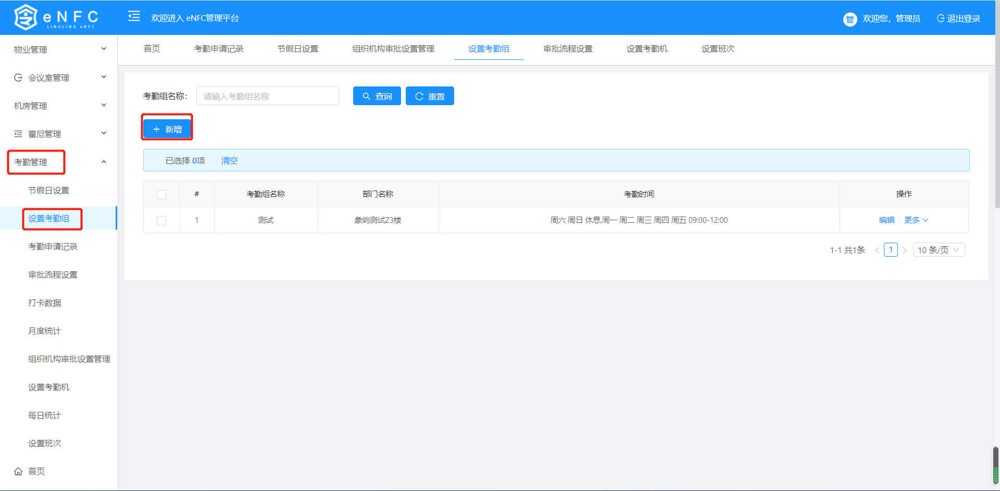 eNFC
LINGLING eNFC
欢迎进入 eNFC管理平台
管 欢迎您，管理员
退出登录
物业管理
会议室管理
机房管理
霍尼管理
考勤管理
节假日设置
设置考勤组
考勤申请记录
审批流程设置
打卡数据
月度统计
组织机构审批设置管理
设置考勤机
每日统计
设置班次
首页
首页 考勤申请记录 节假日设置 组织机构审批设置管理 设置考勤组 审批流程设置 设置考勤机 设置班次
考勤组名称： 请输入考勤组名称 查询 重置
+ 新增
已选择 0项 清空
# 考勤组名称 部门名称 考勤时间 操作
1 测试 象屿测试Z3楼 周六 周日 休息,周一 周二 周三 周四 周五 09:00-12:00 编辑 更多
1-1 共1条 < 1 > 10 条/页